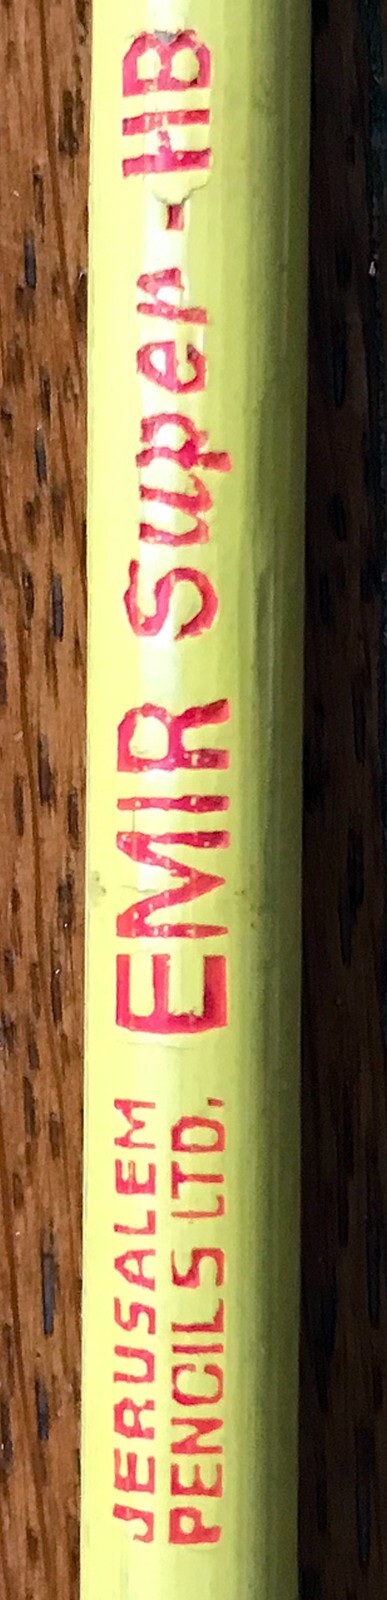 JERUSALEM
PENCILS LTD.
EMIR Super-HB